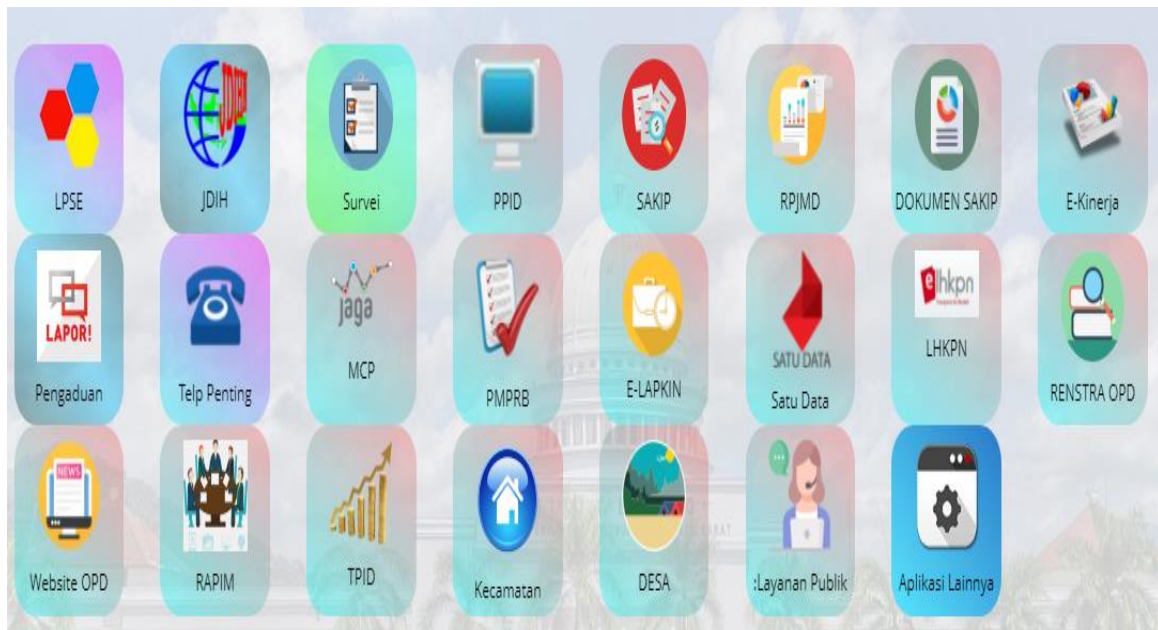 JDIH
LPSE
JDIH
Survei
PPID
SAKIP
RPJMD
DOKUMEN SAKIP
E-Kinerja
LAPOR!
jaga
SATU DATA
elhkpn
Pengaduan
Telp Penting
MCP
PMPRB
E-LAPKIN
Satu Data
LHKPN
RENSTRA OPD
NEWS
Website OPD
RAPIM
TPID
Kecamatan
DESA
:Layanan Publik
Aplikasi Lainnya